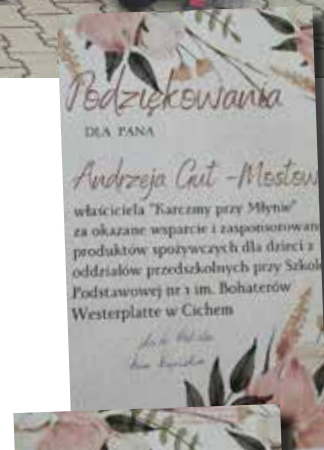 Podziękowania
DLA PANA
Andrzeja Gut-Mostow
właściciela "Karczmy przy Młynie"
za okazane wsparcie i zasponsorowan
produktów spożywczych dla dzieci z
oddziałów przedszkolnych przy Szkol
Podstawowej nr 1 im. Bohaterów
Westerplatte w Cichem